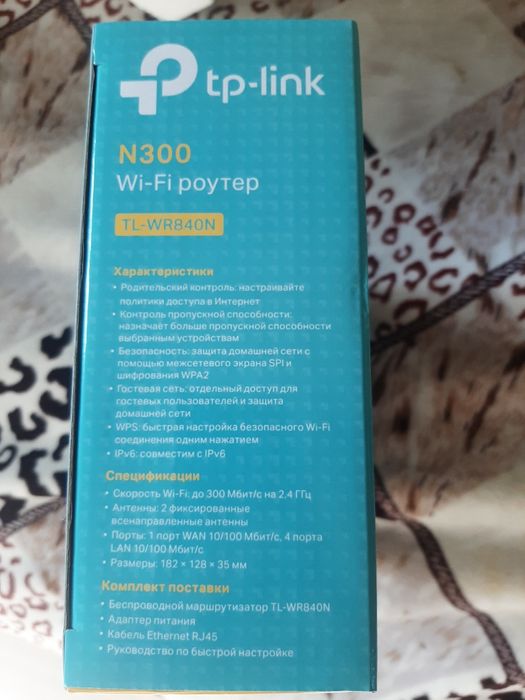 tp-link
N300
Wi-Fi роутер
TL-WR840N
Характеристики
• Родительский контроль: настраивайте
политики доступа в Интернет
• Контроль пропускной способности:
назначает больше пропускной способности
выбранным устройствам
• Безопасность: защита домашней сети с
помощью межсетевого экрана SPI и
шифрования WPA2
• Гостевая сеть: отдельный доступ для
гостевых пользователей и защита
домашней сети
• WPS: быстрая настройка безопасного Wi-Fi
соединения одним нажатием
• IPv6: совместим с IPv6
Спецификации
• Скорость Wi-Fi: до 300 Мбит/с на 2.4 ГГц
• Антенны: 2 фиксированные
всенаправленные антенны
• Порты: 1 порт WAN 10/100 Мбит/с, 4 порта
LAN 10/100 Мбит/с
• Размеры: 182 × 128 × 35 мм
Комплект поставки
• Беспроводной маршрутизатор TL-WR840N
• Адаптер питания
• Кабель Ethernet RJ45
• Руководство по быстрой настройке